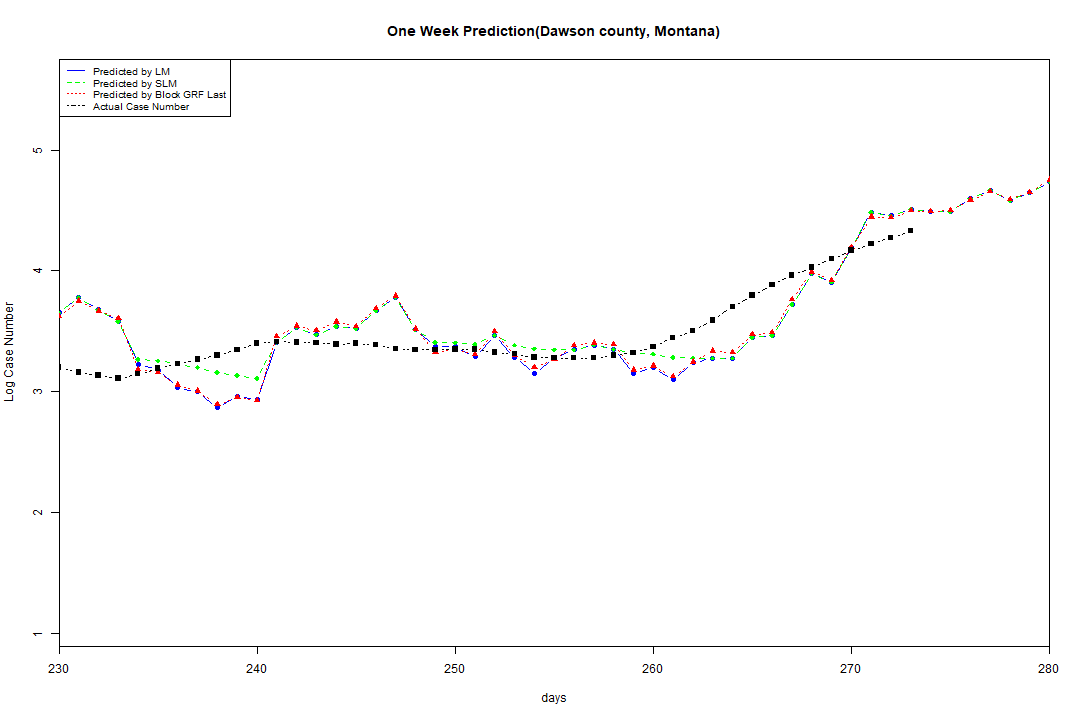 One Week Prediction(Dawson county, Montana)
Predicted by LM
Predicted by SLM
Predicted by Block GRF Last
Actual Case Number
5
4
3
2
1
Log Case Number
230 240 250 260 270 280
days